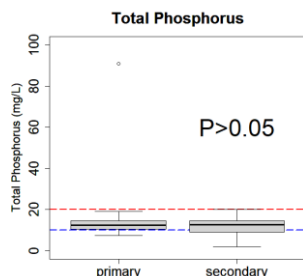 Total Phosphorus
Total Phosphorus (mg/L)
100
80
60
40
20
0
P>0.05
primary
secondary